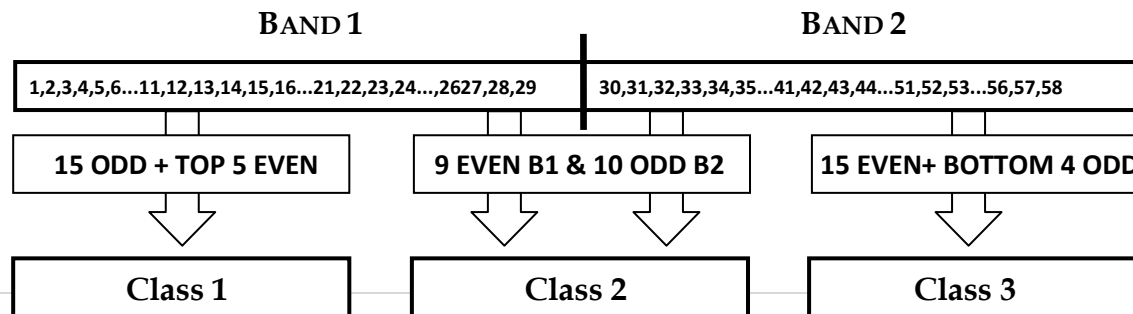 BAND 1 BAND 2
1,2,3,4,5,6...11,12,13,14,15,16...21,22,23,24...,2627,28,29 30,31,32,33,34,35...41,42,43,44...51,52,53...56,57,58
15 ODD + TOP 5 EVEN 9 EVEN B1 & 10 ODD B2 15 EVEN+ BOTTOM 4 ODD
Class 1 Class 2 Class 3